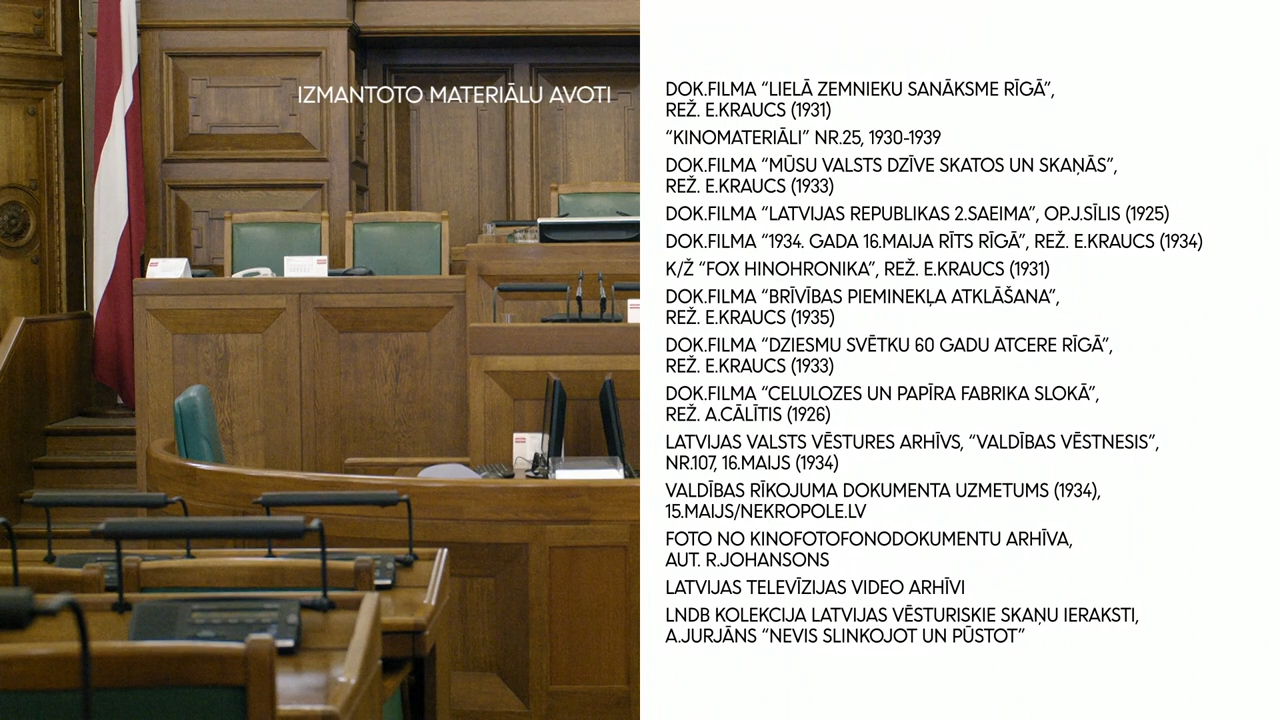 IZMANTOTO MATERIĀLU AVOTI
DOK.FILMA “LIELĀ ZEMNIEKU SANĀKSME RĪGĀ”,
REŽ. E.KRAUCS (1931)
“KINOMATERIĀLI” NR.25, 1930-1939
DOK.FILMA “MŪSU VALSTS DZĪVE SKATOS UN SKAŅĀS”,
REŽ. E.KRAUCS (1933)
DOK.FILMA “LATVIJAS REPUBLIKAS 2.SAEIMA”, OP.J.SĪLIS (1925)
DOK.FILMA “1934. GADA 16.MAIJA RĪTS RĪGĀ”, REŽ. E.KRAUCS (1934)
K/Ž “FOX HINOHRONIKA”, REŽ. E.KRAUCS (1931)
DOK.FILMA “BRĪVĪBAS PIEMINEKĻA ATKLĀŠANA”,
REŽ. E.KRAUCS (1935)
DOK.FILMA “DZIESMU SVĒTKU 60 GADU ATCERE RĪGĀ”,
REŽ. E.KRAUCS (1933)
DOK.FILMA “CELULOZES UN PAPĪRA FABRIKA SLOKĀ”,
REŽ. A.CĀLĪTIS (1926)
LATVIJAS VALSTS VĒSTURES ARHĪVS, “VALDĪBAS VĒSTNESIS”,
NR.107, 16.MAIJS (1934)
VALDĪBAS RĪKOJUMA DOKUMENTA UZMETUMS (1934),
15.MAIJS/NEKROPOLE.LV
FOTO NO KINOFOTOFONODOKUMENTU ARHĪVA,
AUT. R.JOHANSONS
LATVIJAS TELEVĪZIJAS VIDEO ARHĪVI
LNDB KOLEKCIJA LATVIJAS VĒSTURISKIE SKAŅU IERAKSTI,
A.JURJĀNS “NEVIS SLINKOJOT UN PŪSTOT”